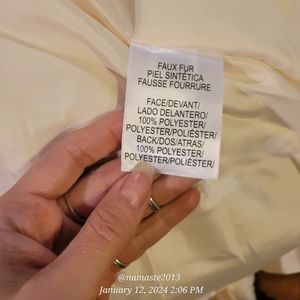 FAUX FUR
PIEL SINTÉTICA
FAUSSE FOURRURE
FACE/DEVANT/
LADO DELANTERO/
100% POLYESTER/
POLYESTER/POLIÉSTER/
BACK/DOS/ATRAS/
100% POLYESTER/
POLYESTER/POLIÉSTER/
@namaste2013
January 12, 2024 2:06 PM